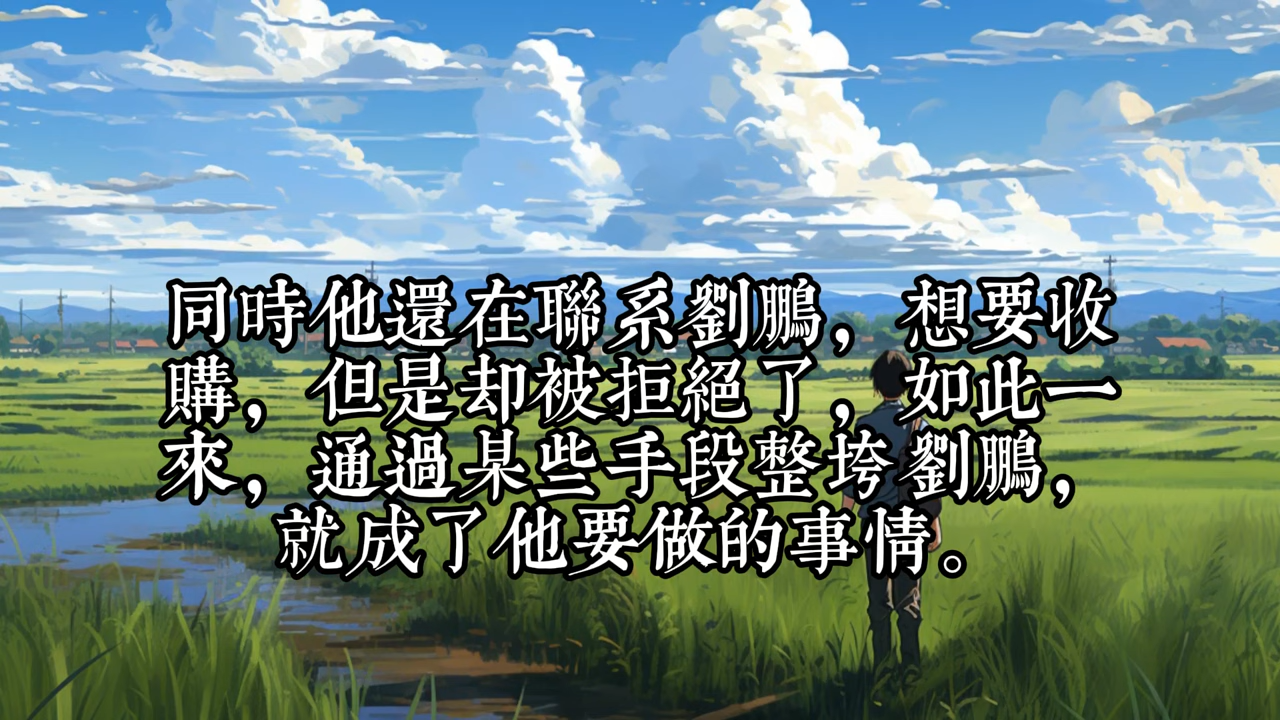 同時他還在聯系劉鵬，想要收
購，但是却被拒絕了，如此一
來，通過某些手段整垮劉鵬，
就成了他要做的事情。